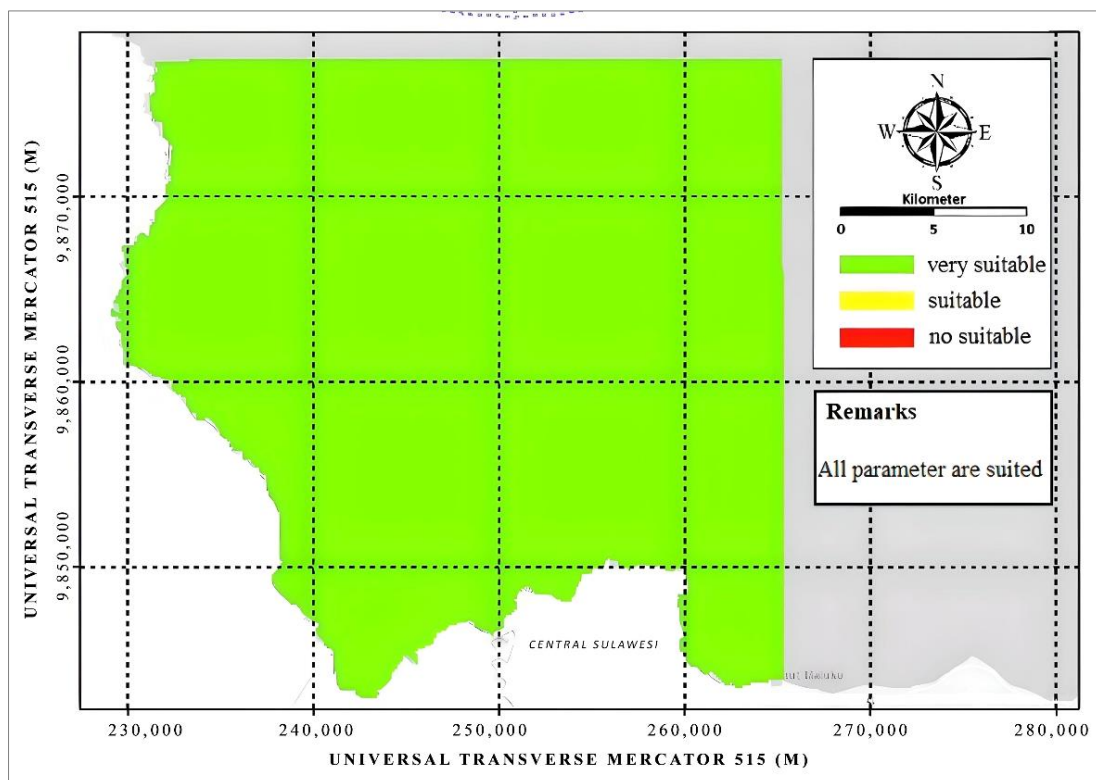 N
W
E
S
Kilometer
0 5 10
very suitable
suitable
no suitable
Remarks
All parameter are suited
UNIVERSAL TRANSVERSE MERCATOR 515 (M)
9,870,000
9,860,000
9,850,000
CENTRAL SULAWESI
Maluku
230,000 240,000 250,000 260,000 270,000 280,000
UNIVERSAL TRANSVERSE MERCATOR 515 (M)